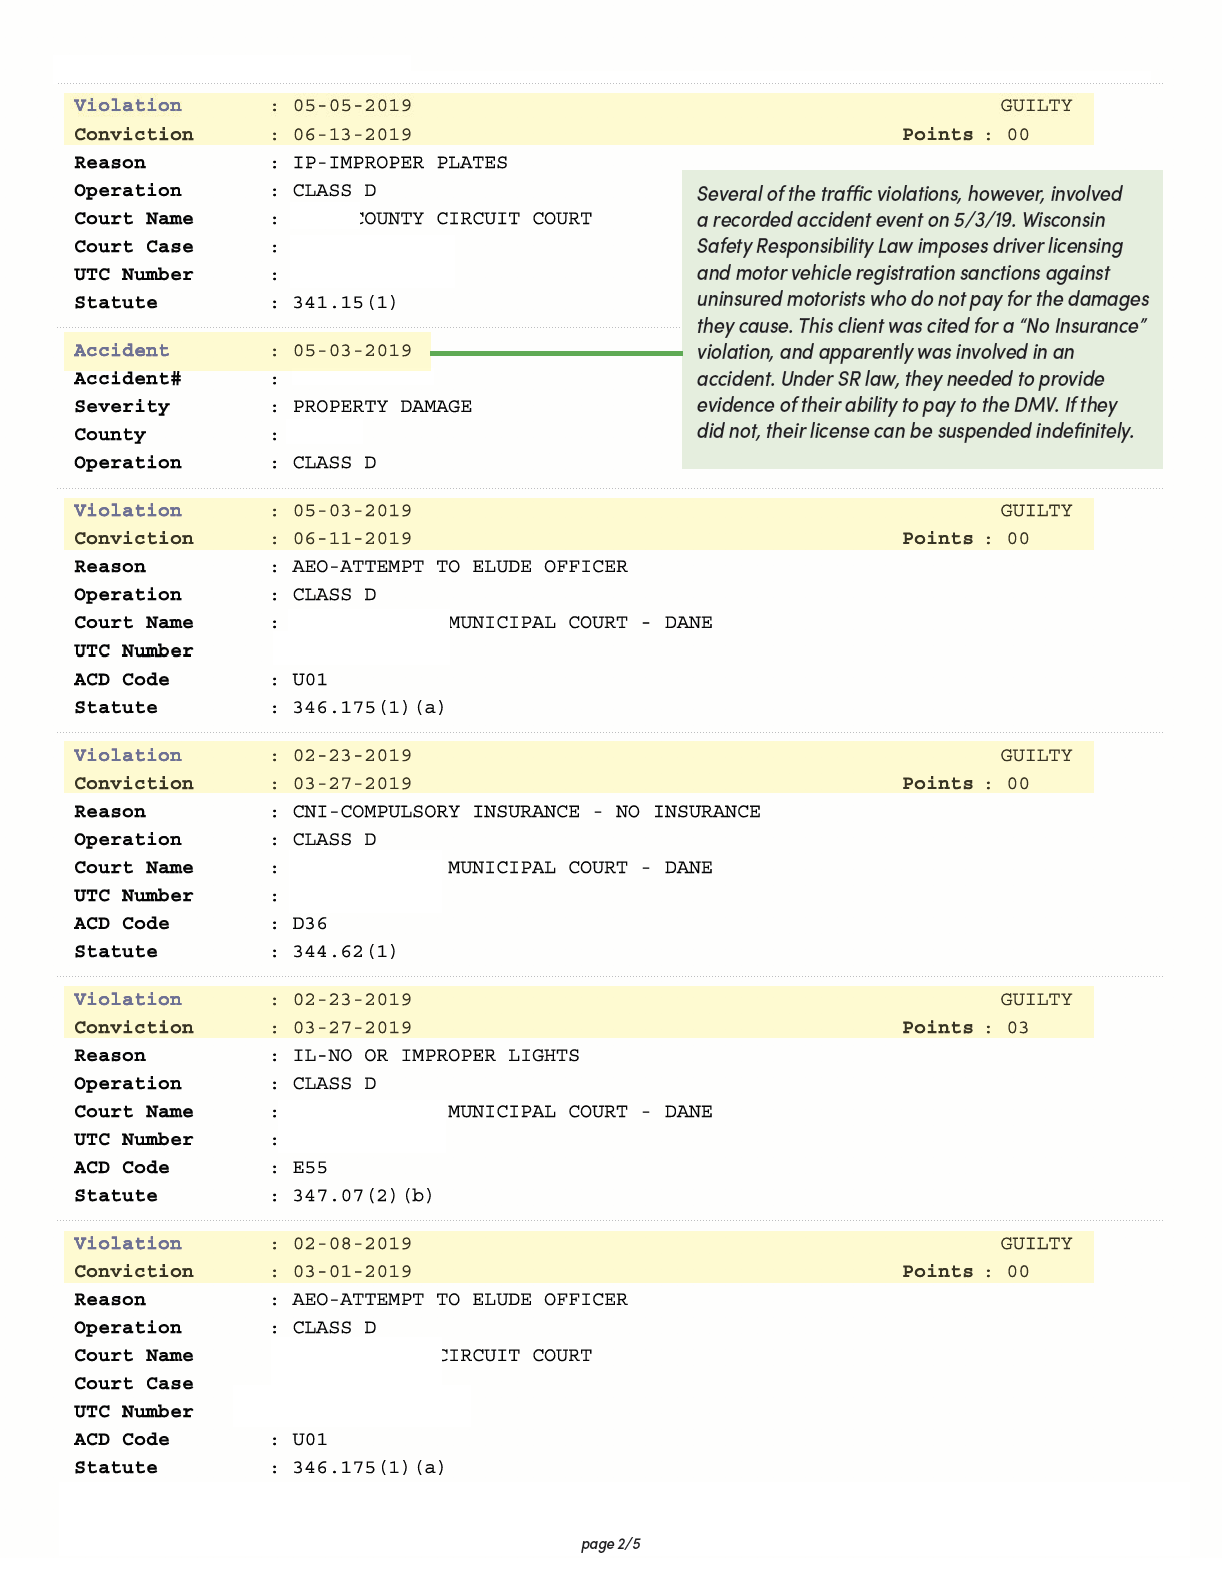 Violation : 05-05-2019 GUILTY
Conviction : 06-13-2019 Points : 00
Reason : IP-IMPROPER PLATES
Operation : CLASS D
Court Name : COUNTY CIRCUIT COURT
Court Case :
UTC Number :
Statute : 341.15(1)
Several of the traffic violations, however, involved
a recorded accident event on 5/3/19. Wisconsin
Safety Responsibility Law imposes driver licensing
and motor vehicle registration sanctions against
uninsured motorists who do not pay for the damages
they cause. This client was cited for a “No Insurance”
violation, and apparently was involved in an
accident. Under SR law, they needed to provide
evidence of their ability to pay to the DMV. If they
did not, their license can be suspended indefinitely.
Accident : 05-03-2019
Accident# :
Severity : PROPERTY DAMAGE
County :
Operation : CLASS D
Violation : 05-03-2019 GUILTY
Conviction : 06-11-2019 Points : 00
Reason : AEO-ATTEMPT TO ELUDE OFFICER
Operation : CLASS D
Court Name : MUNICIPAL COURT - DANE
UTC Number
ACD Code : U01
Statute : 346.175(1)(a)
Violation : 02-23-2019 GUILTY
Conviction : 03-27-2019 Points : 00
Reason : CNI-COMPULSORY INSURANCE - NO INSURANCE
Operation : CLASS D
Court Name : MUNICIPAL COURT - DANE
UTC Number :
ACD Code : D36
Statute : 344.62(1)
Violation : 02-23-2019 GUILTY
Conviction : 03-27-2019 Points : 03
Reason : IL-NO OR IMPROPER LIGHTS
Operation : CLASS D
Court Name : MUNICIPAL COURT - DANE
UTC Number :
ACD Code : E55
Statute : 347.07(2)(b)
Violation : 02-08-2019 GUILTY
Conviction : 03-01-2019 Points : 00
Reason : AEO-ATTEMPT TO ELUDE OFFICER
Operation : CLASS D
Court Name CIRCUIT COURT
Court Case
UTC Number
ACD Code : U01
Statute : 346.175(1)(a)
page 2/5